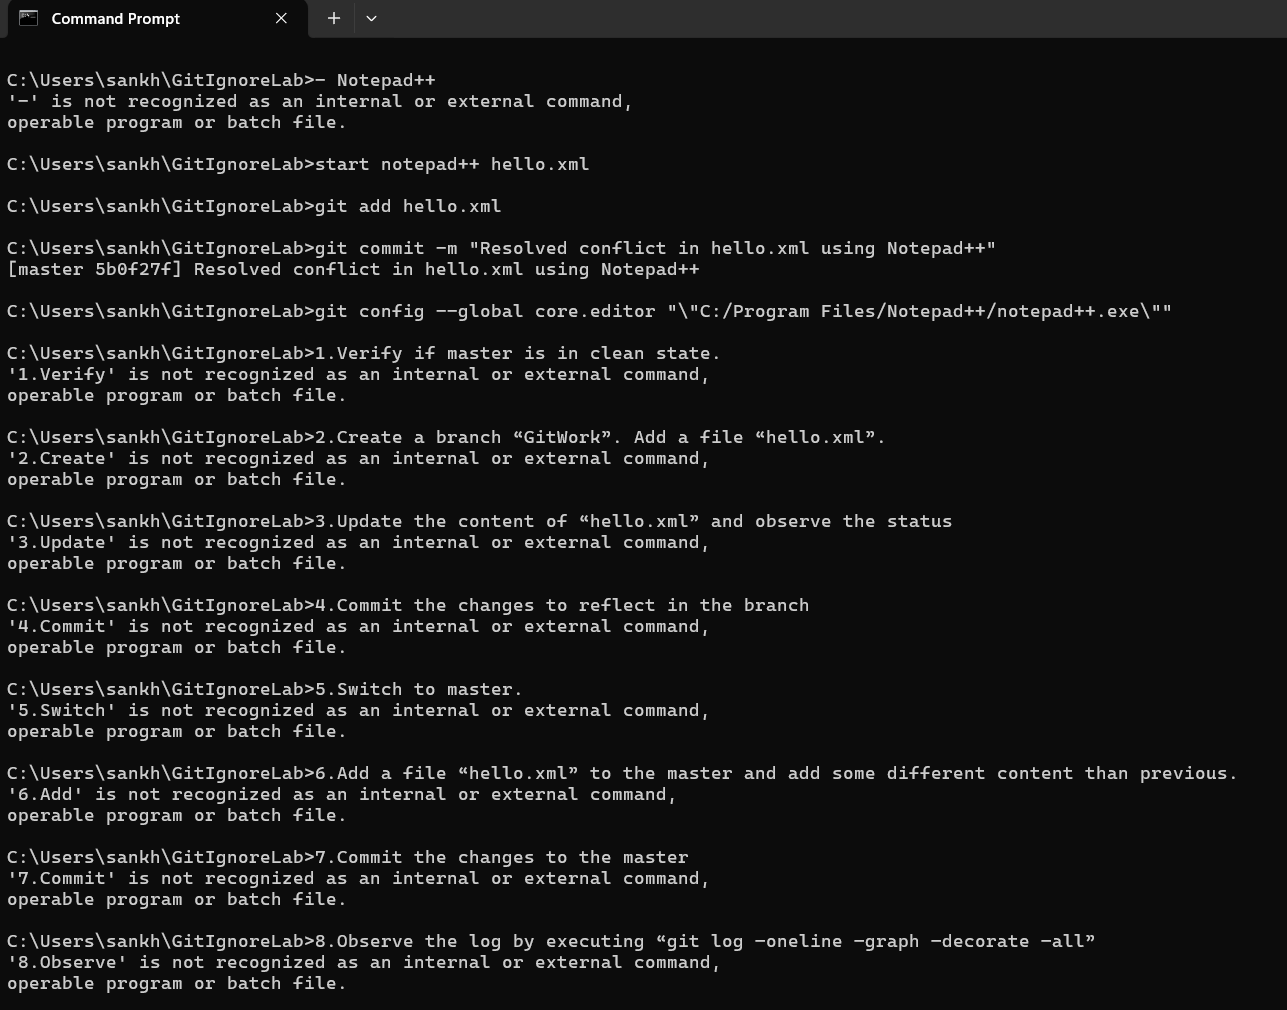 Command Prompt
C:\Users\sankh\GitIgnoreLab>- Notepad++
'-' is not recognized as an internal or external command,
operable program or batch file.
C:\Users\sankh\GitIgnoreLab>start notepad++ hello.xml
C:\Users\sankh\GitIgnoreLab>git add hello.xml
C:\Users\sankh\GitIgnoreLab>git commit -m "Resolved conflict in hello.xml using Notepad++"
[master 5b0f27f] Resolved conflict in hello.xml using Notepad++
C:\Users\sankh\GitIgnoreLab>git config --global core.editor "\"C:/Program Files/Notepad++/notepad++.exe\""
C:\Users\sankh\GitIgnoreLab>1.Verify if master is in clean state.
'1.Verify' is not recognized as an internal or external command,
operable program or batch file.
C:\Users\sankh\GitIgnoreLab>2.Create a branch “GitWork”. Add a file “hello.xml”.
'2.Create' is not recognized as an internal or external command,
operable program or batch file.
C:\Users\sankh\GitIgnoreLab>3.Update the content of “hello.xml” and observe the status
'3.Update' is not recognized as an internal or external command,
operable program or batch file.
C:\Users\sankh\GitIgnoreLab>4.Commit the changes to reflect in the branch
'4.Commit' is not recognized as an internal or external command,
operable program or batch file.
C:\Users\sankh\GitIgnoreLab>5.Switch to master.
'5.Switch' is not recognized as an internal or external command,
operable program or batch file.
C:\Users\sankh\GitIgnoreLab>6.Add a file “hello.xml” to the master and add some different content than previous.
'6.Add' is not recognized as an internal or external command,
operable program or batch file.
C:\Users\sankh\GitIgnoreLab>7.Commit the changes to the master
'7.Commit' is not recognized as an internal or external command,
operable program or batch file.
C:\Users\sankh\GitIgnoreLab>8.Observe the log by executing “git log –oneline –graph –decorate –all”
'8.Observe' is not recognized as an internal or external command,
operable program or batch file.